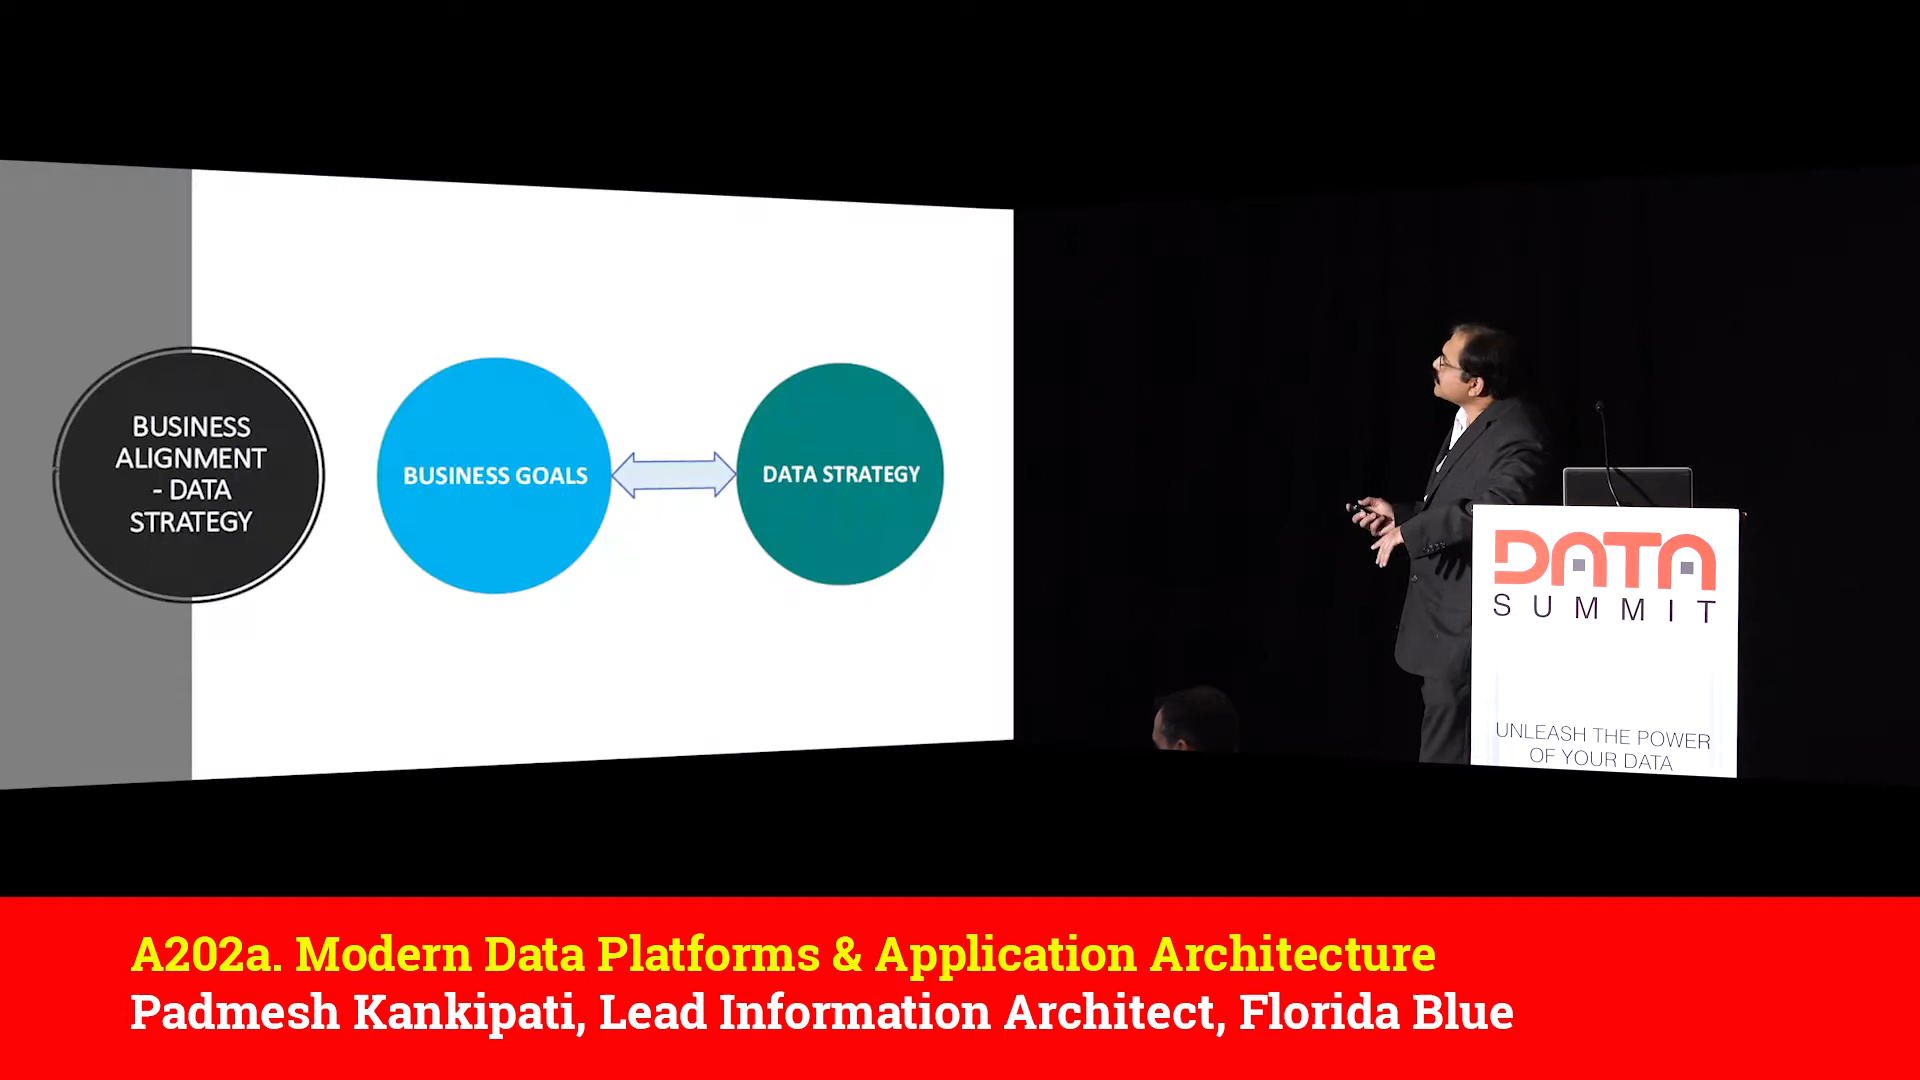 BUSINESS
ALIGNMENT
- DATA
STRATEGY
BUSINESS GOALS
DATA STRATEGY
DATA
SUMMIT
UNLEASH THE POWER
OF YOUR DATA
A202a. Modern Data Platforms & Application Architecture
Padmesh Kankipati, Lead Information Architect, Florida Blue